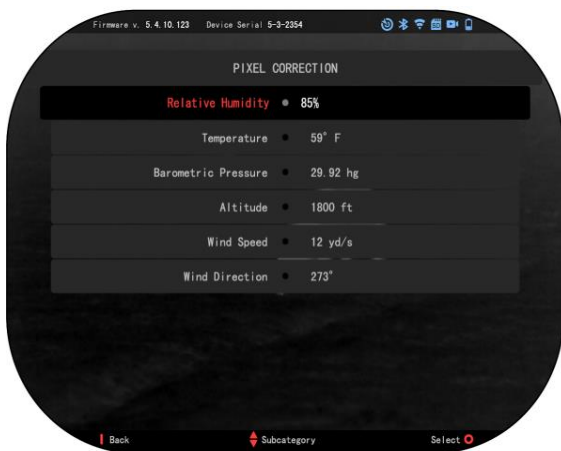 Firmware v. 5.4.10.123 Device Serial 5-3-2354
PIXEL CORRECTION
Relative Humidity 85%
Temperature 59° F
Barometric Pressure 29.92 hg
Altitude 1800 ft
Wind Speed 12 yd/s
Wind Direction 273°
Back Subcategory Select